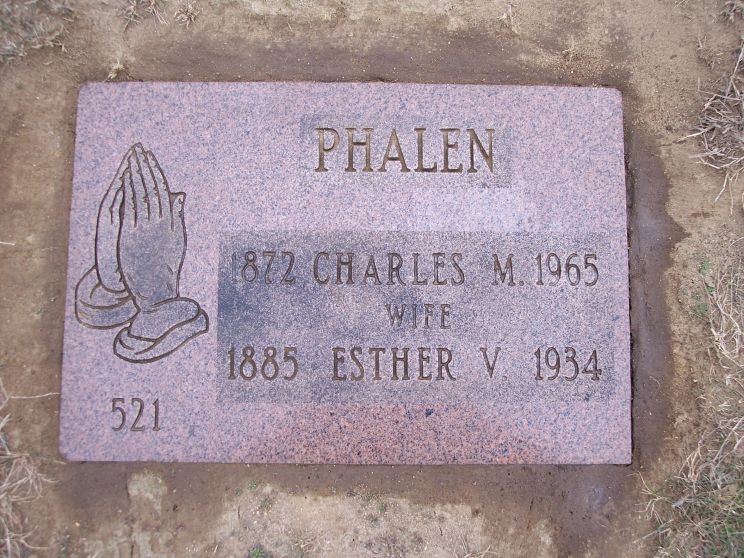 PHALEN
1872 CHARLES M. 1965
WIFE
1885 ESTHER V. 1934
521